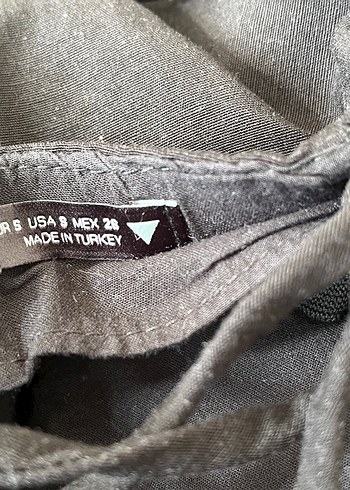 UR S USA S MEX 28
MADE IN TURKEY